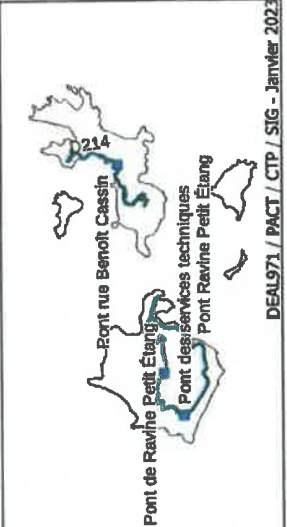 214
Pont rue Benoît Cassin
Pont de Ravine Petit Étang
Pont des services techniques
Pont Ravine Petit Étang
DEAL971 / PACT / CTP / SIG - Janvier 2023